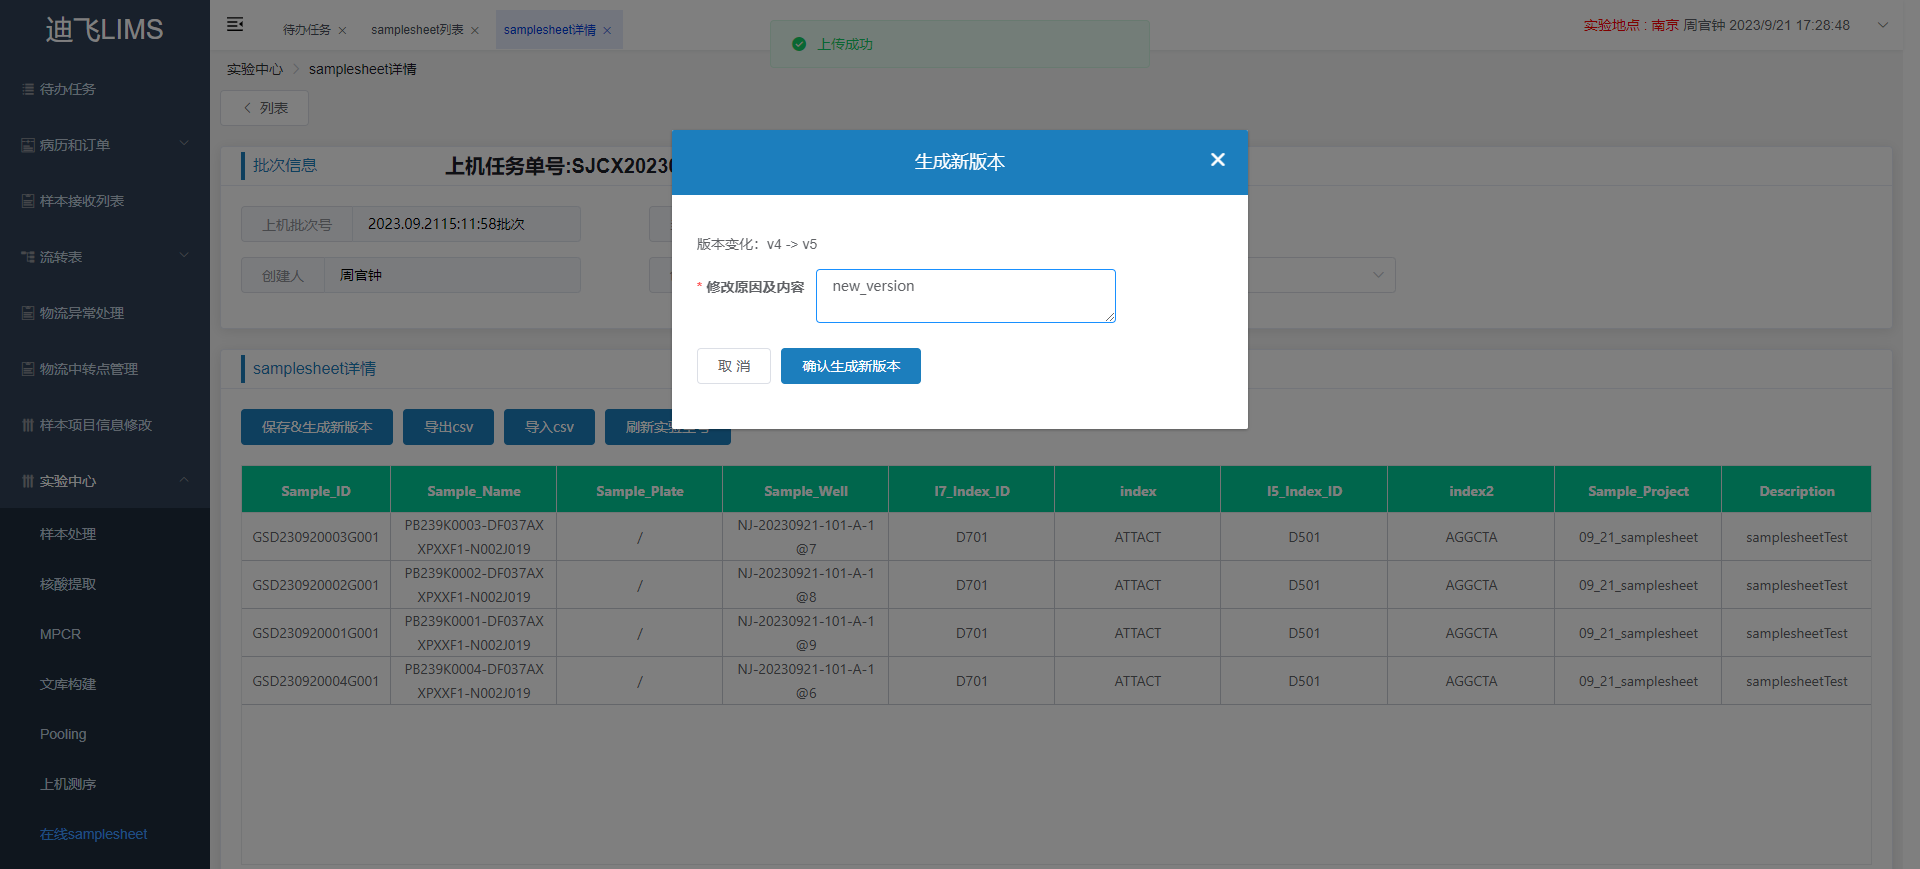 迪飞LIMS
待办任务
病历和订单
样本接收列表
流转表
物流异常处理
物流中转点管理
样本项目信息修改
实验中心
样本处理
核酸提取
MPCR
文库构建
Pooling
上机测序
在线samplesheet
待办任务
samplesheet列表
samplesheet详情
上传成功
实验地点 : 南京 周官钟 2023/9/21 17:28:48
实验中心
samplesheet详情
列表
批次信息
上机任务单号:SJCX2023
上机批次号
2023.09.2115:11:58批次
创建人
周官钟
生成新版本
版本变化：v4 -> v5
* 修改原因及内容
new_version
取 消
确认生成新版本
samplesheet详情
保存&生成新版本
导出csv
导入csv
刷新实验
Sample_ID Sample_Name Sample_Plate Sample_Well I7_Index_ID index I5_Index_ID index2 Sample_Project Description
GSD230920003G001 PB239K0003-DF037AXXPXXF1-N002J019 / NJ-20230921-101-A-1@7 D701 ATTACT D501 AGGCTA 09_21_samplesheet samplesheetTest
GSD230920002G001 PB239K0002-DF037AXXPXXF1-N002J019 / NJ-20230921-101-A-1@8 D701 ATTACT D501 AGGCTA 09_21_samplesheet samplesheetTest
GSD230920001G001 PB239K0001-DF037AXXPXXF1-N002J019 / NJ-20230921-101-A-1@9 D701 ATTACT D501 AGGCTA 09_21_samplesheet samplesheetTest
GSD230920004G001 PB239K0004-DF037AXXPXXF1-N002J019 / NJ-20230921-101-A-1@6 D701 ATTACT D501 AGGCTA 09_21_samplesheet samplesheetTest